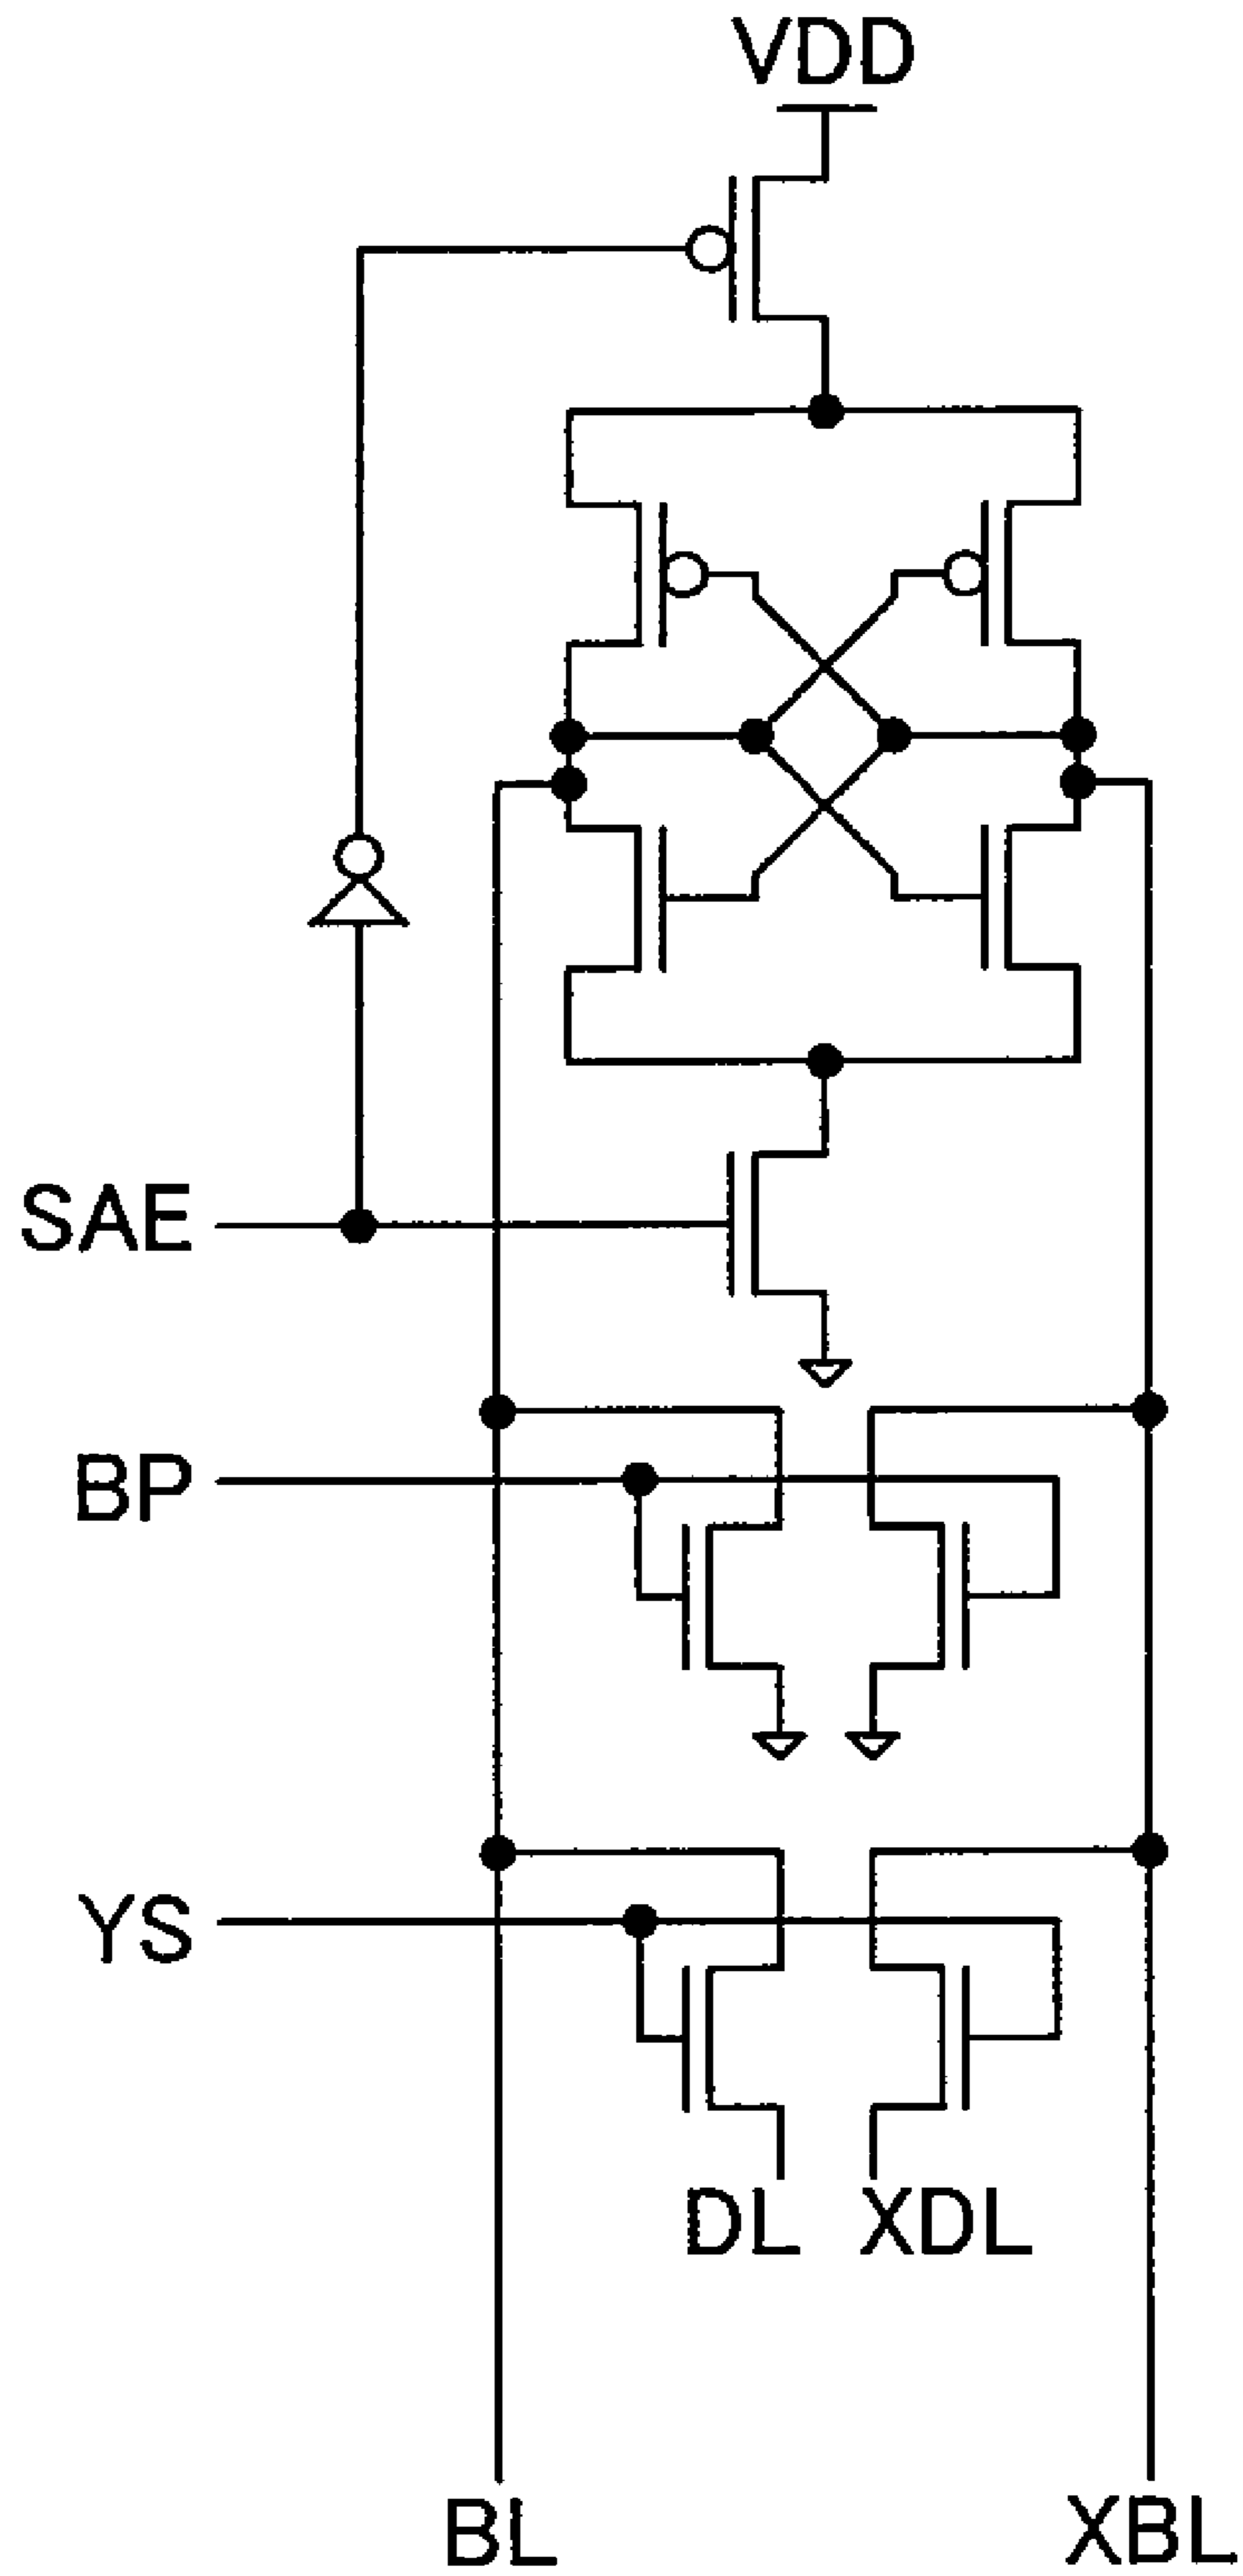 VDD
SAE
BP
YS
DL XDL
BL XBL